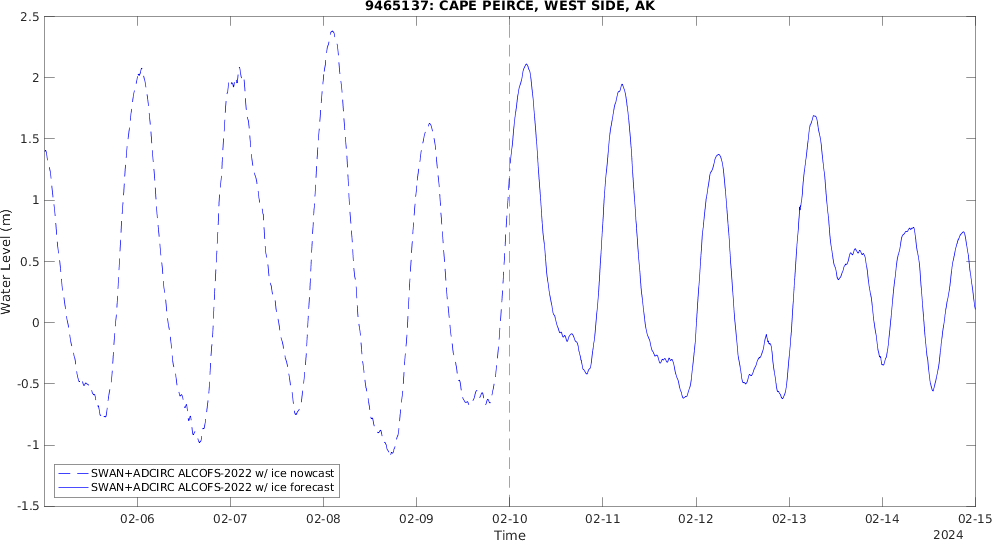 9465137: CAPE PEIRCE, WEST SIDE, AK
2.5
2
1.5
1
0.5
0
-0.5
-1
-1.5
Water Level (m)
SWAN+ADCIRC ALCOFS-2022 w/ ice nowcast
SWAN+ADCIRC ALCOFS-2022 w/ ice forecast
02-06 02-07 02-08 02-09 02-10 02-11 02-12 02-13 02-14 02-15
Time
2024